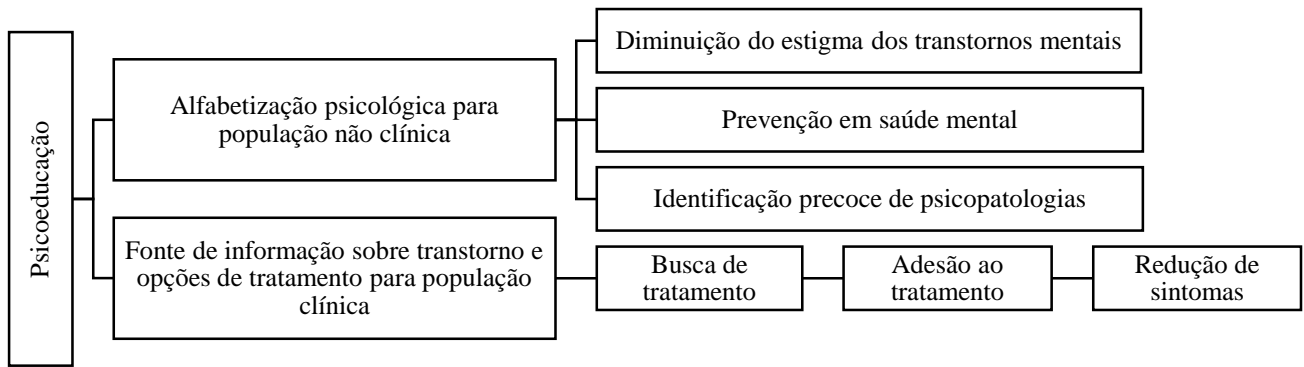 Psicoeducação
Alfabetização psicológica para
população não clínica
Diminuição do estigma dos transtornos mentais
Prevenção em saúde mental
Identificação precoce de psicopatologias
Fonte de informação sobre transtorno e
opções de tratamento para população
clínica
Busca de
tratamento
Adesão ao
tratamento
Redução de
sintomas